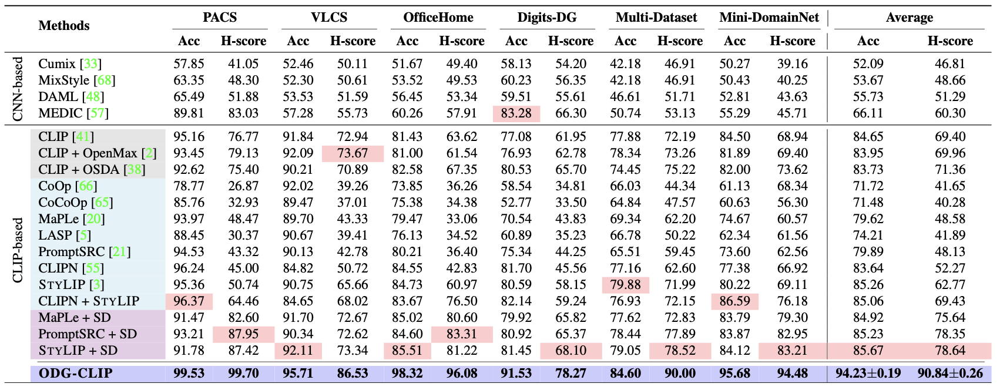 Methods PACS VLCS OfficeHome Digits-DG Multi-Dataset Mini-DomainNet Average
Acc H-score Acc H-score Acc H-score Acc H-score Acc H-score Acc H-score Acc H-score
CNN-based
Cumix [33] 57.85 41.05 52.46 50.11 51.67 49.40 58.13 54.20 42.18 46.91 50.27 39.16 52.09 46.81
MixStyle [68] 63.35 48.30 52.30 50.61 53.52 49.53 60.23 56.35 42.18 46.91 50.43 40.25 53.67 48.66
DAML [48] 65.49 51.88 53.53 51.59 56.45 53.34 59.51 55.61 46.61 51.71 52.81 43.63 55.73 51.29
MEDIC [57] 89.81 83.03 57.28 55.73 60.26 57.91 83.28 66.30 50.74 53.13 55.29 45.71 66.11 60.30
CLIP-based
CLIP [41] 95.16 76.77 91.84 72.94 81.43 63.62 77.08 61.95 77.88 72.19 84.50 68.94 84.65 69.40
CLIP + OpenMax [2] 93.45 79.13 92.09 73.67 81.00 61.54 76.93 62.78 78.34 73.26 81.89 69.40 83.95 69.96
CLIP + OSDA [38] 92.62 75.40 90.21 70.89 82.58 67.35 80.53 65.70 74.45 75.22 82.00 73.62 83.73 71.36
CoOp [66] 78.77 26.87 92.02 39.26 73.85 36.26 58.54 34.81 66.03 44.34 61.13 68.34 71.72 41.65
CoCoOp [65] 85.76 32.93 89.47 37.01 75.38 34.38 52.77 33.50 64.84 47.57 60.63 56.30 71.48 40.28
MaPLe [20] 93.97 48.47 89.70 43.33 79.47 33.06 70.54 43.83 69.34 62.20 74.67 60.57 79.62 48.58
LASP [5] 88.45 30.37 90.67 39.41 76.13 34.52 60.89 35.23 66.78 50.22 62.34 61.56 74.21 41.89
PromptSRC [21] 94.53 43.32 90.13 42.78 80.21 36.40 75.34 44.25 65.51 59.45 73.60 62.56 79.89 48.13
CLIPN [55] 96.24 45.00 84.82 50.72 84.55 42.83 81.70 45.56 77.16 62.60 77.38 66.92 83.64 52.27
STYLIP [3] 95.36 50.74 90.75 65.66 84.73 60.97 80.59 58.15 79.88 71.99 80.22 69.11 85.26 62.77
CLIPN + STYLIP 96.37 64.46 84.65 68.02 83.67 76.50 82.14 59.24 76.93 72.15 86.59 76.18 85.06 69.43
MaPLe + SD 91.47 82.60 91.70 72.67 85.02 80.60 79.92 65.82 77.62 72.83 83.79 79.30 84.92 75.64
PromptSRC + SD 93.21 87.95 90.34 72.62 84.60 83.31 80.92 65.37 78.44 77.89 83.87 82.95 85.23 78.35
STYLIP + SD 91.78 87.42 92.11 73.34 85.51 81.22 81.45 68.10 79.05 78.52 84.12 83.21 85.67 78.64
ODG-CLIP 99.53 99.70 95.71 86.53 98.32 96.08 91.53 78.27 84.60 90.00 95.68 94.48 94.23±0.19 90.84±0.26